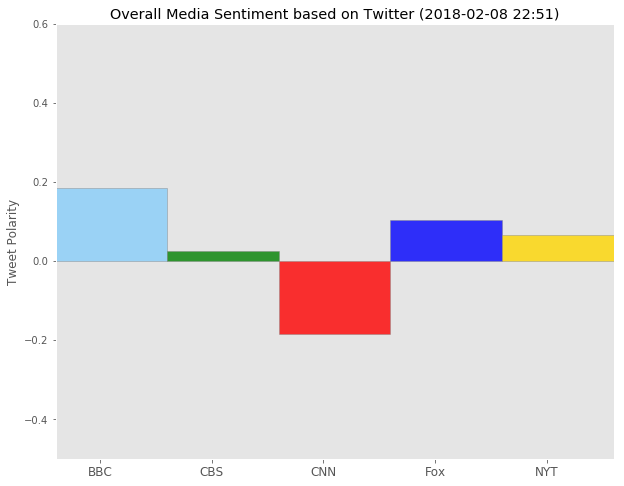 Overall Media Sentiment based on Twitter (2018-02-08 22:51)
0.6
0.4
0.2
0.0
−0.2
−0.4
Tweet Polarity
BBC CBS CNN Fox NYT